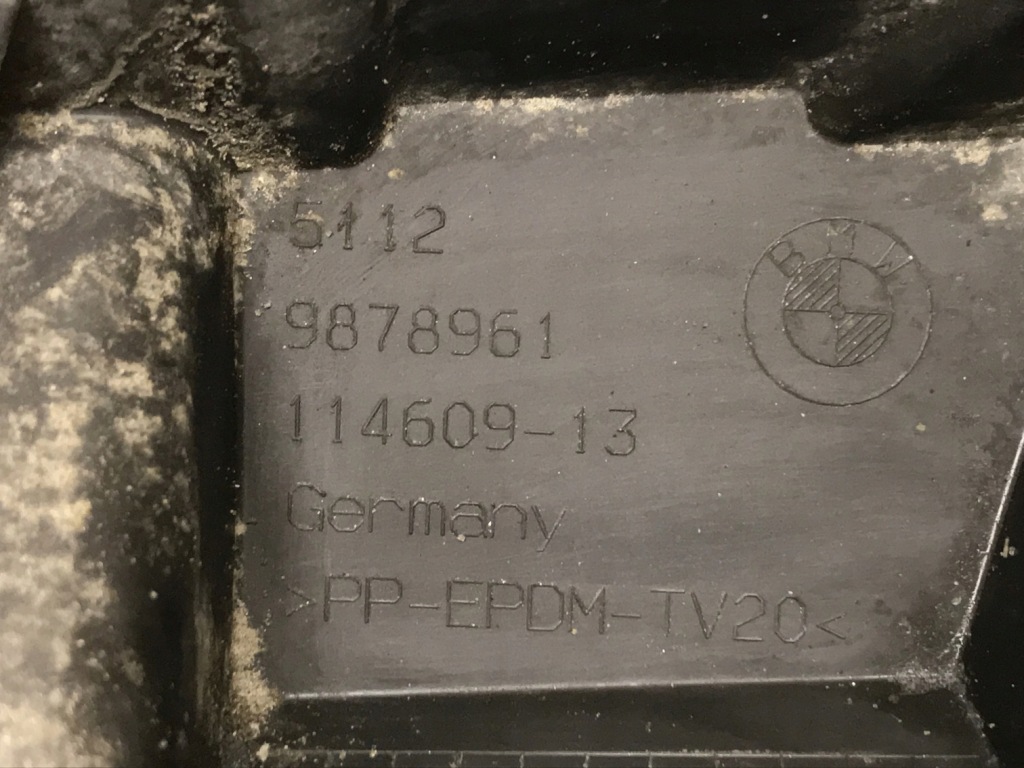 5112
BMW
9878961
114609-13
Germany
>PP-EPDM-TV20<